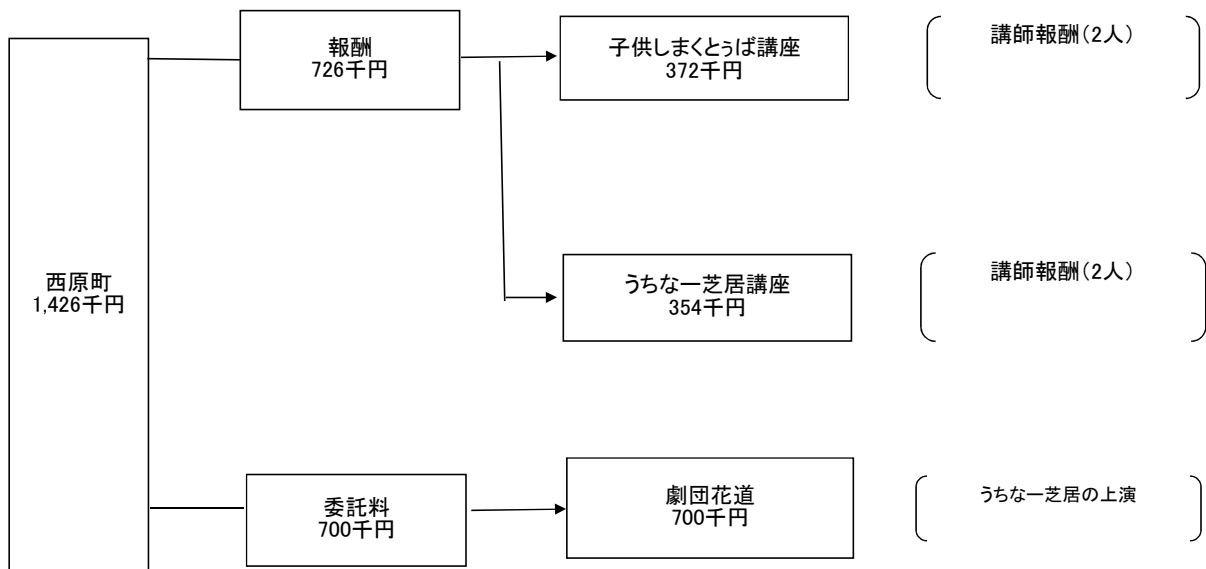 西原町
1,426千円
報酬
726千円
子供しまくとぅば講座
372千円
講師報酬(2人)
うちなー芝居講座
354千円
講師報酬(2人)
委託料
700千円
劇団花道
700千円
うちなー芝居の上演